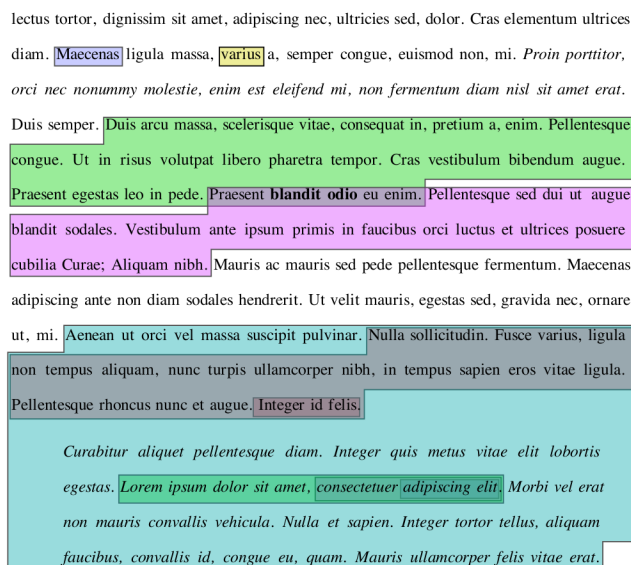 lectus tortor, dignissim sit amet, adipiscing nec, ultricies sed, dolor. Cras elementum ultrices
diam. Maecenas ligula massa, varius a, semper congue, euismod non, mi. Proin porttitor,
orci nec nonummy molestie, enim est eleifend mi, non fermentum diam nisl sit amet erat.
Duis semper. Duis arcu massa, scelerisque vitae, consequat in, pretium a, enim. Pellentesque
congue. Ut in risus volutpat libero pharetra tempor. Cras vestibulum bibendum augue.
Praesent egestas leo in pede. Praesent blandit odio eu enim. Pellentesque sed dui ut augue
blandit sodales. Vestibulum ante ipsum primis in faucibus orci luctus et ultrices posuere
cubilia Curae; Aliquam nibh. Mauris ac mauris sed pede pellentesque fermentum. Maecenas
adipiscing ante non diam sodales hendrerit. Ut velit mauris, egestas sed, gravida nec, ornare
ut, mi. Aenean ut orci vel massa suscipit pulvinar. Nulla sollicitudin. Fusce varius, ligula
non tempus aliquam, nunc turpis ullamcorper nibh, in tempus sapien eros vitae ligula.
Pellentesque rhoncus nunc et augue. Integer id felis.
Curabitur aliquet pellentesque diam. Integer quis metus vitae elit lobortis
egestas. Lorem ipsum dolor sit amet, consectetuer adipiscing elit. Morbi vel erat
non mauris convallis vehicula. Nulla et sapien. Integer tortor tellus, aliquam
faucibus, convallis id, congue eu, quam. Mauris ullamcorper felis vitae erat.